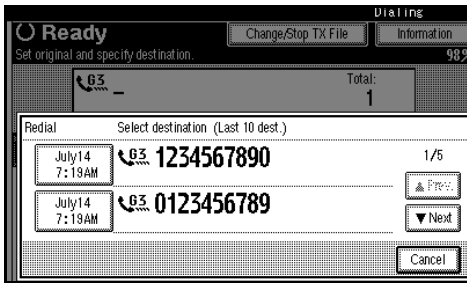 Dialing
Ready
Change/Stop TX File
Information
Set original and specify destination.
98%
G3 _
Total:
1
Redial
Select destination (Last 10 dest.)
July14
7:19AM
G3 1234567890
1/5
▲Prev.
July14
7:19AM
G3 0123456789
▼Next
Cancel